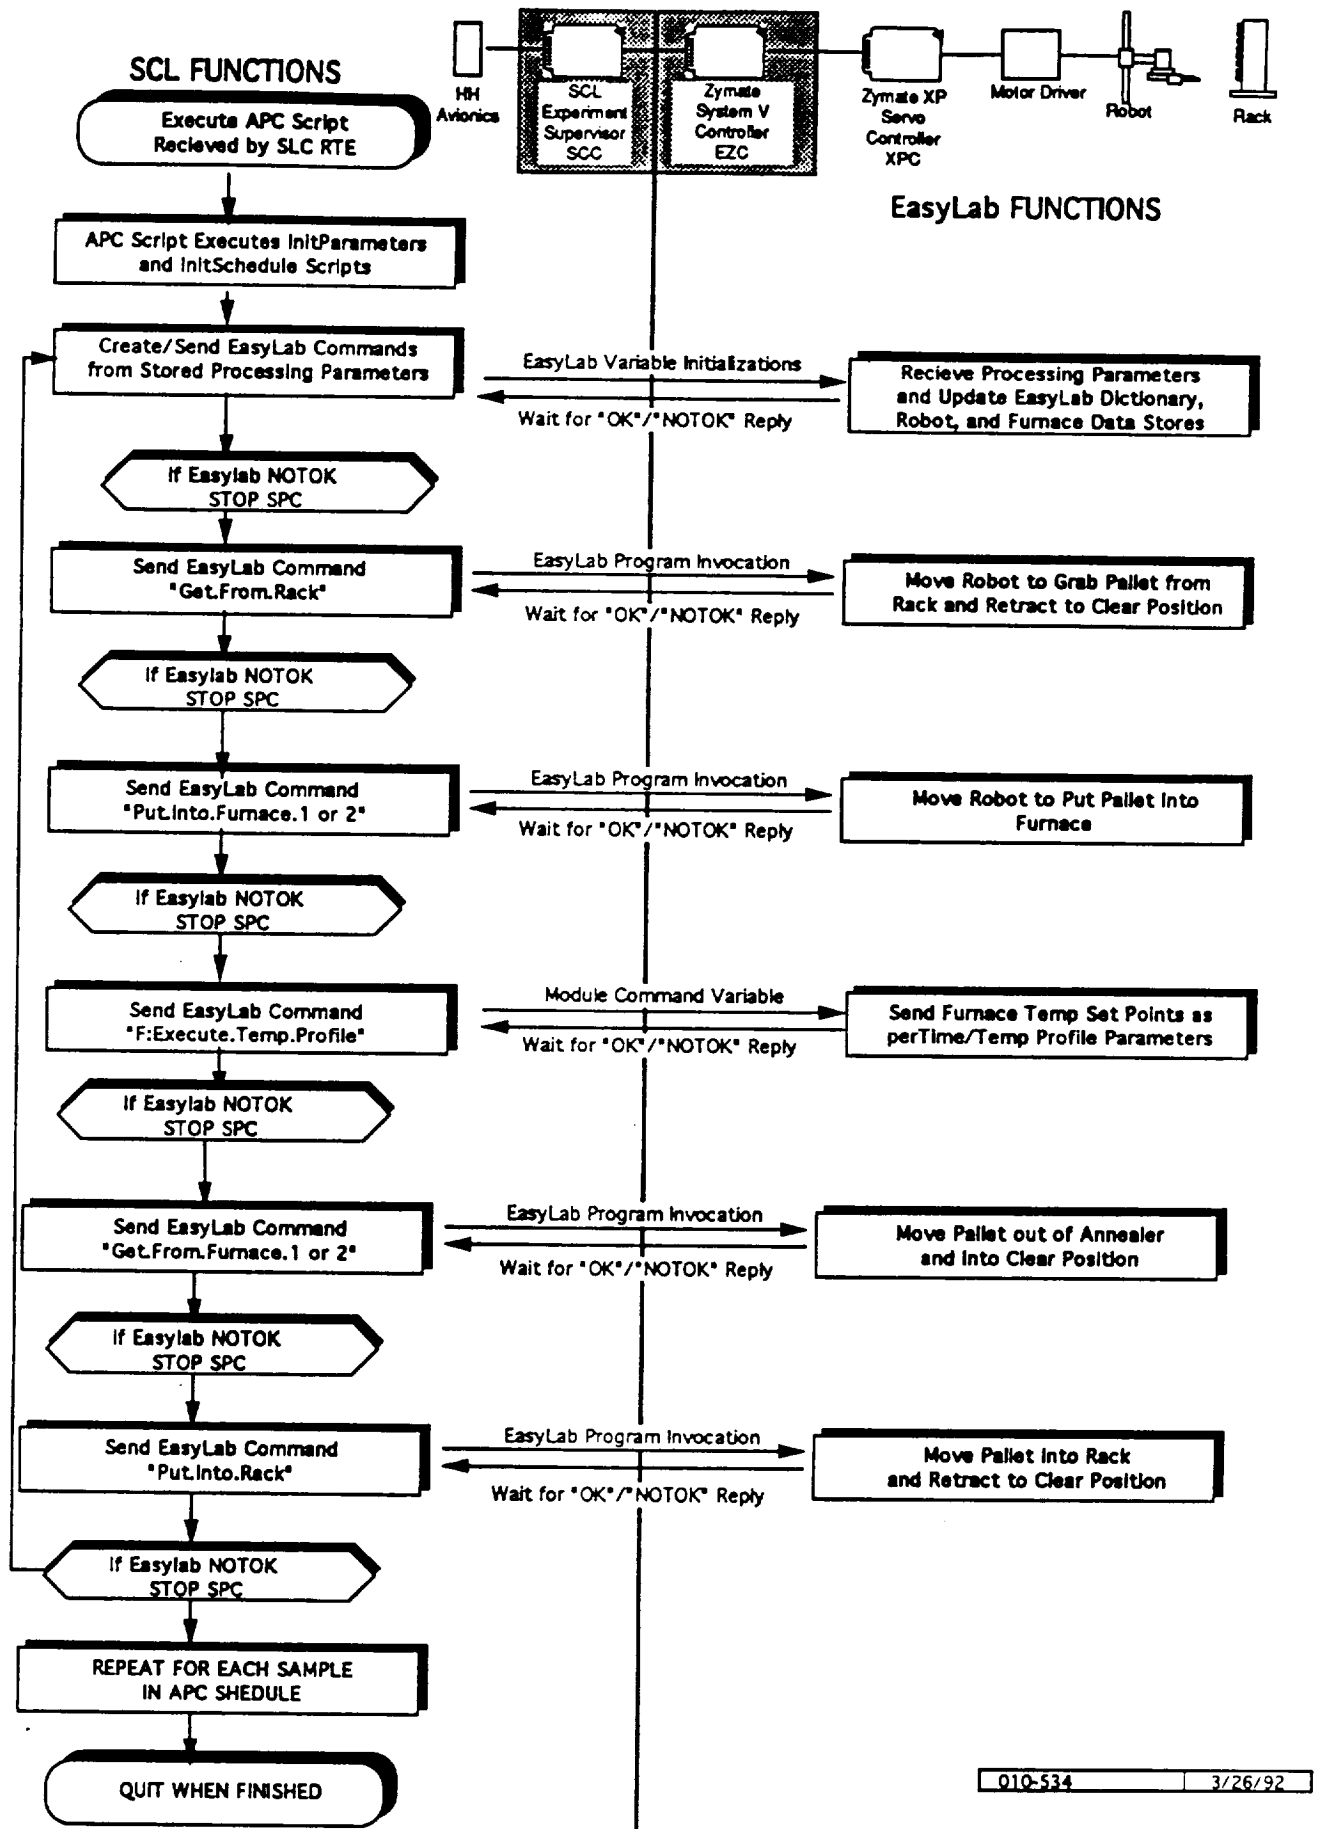 SCL FUNCTIONS
HH
Avionics
SCL
Experiment
Supervisor
SCC
Zymate
System V
Controller
EZC
Zymate XP
Servo
Controller
XPC
Motor Driver
Robot
Rack
EasyLab FUNCTIONS
Execute APC Script
Recieved by SLC RTE
APC Script Executes InitParameters
and InitSchedule Scripts
Create/Send EasyLab Commands
from Stored Processing Parameters
EasyLab Variable Initializations
Wait for "OK"/"NOTOK" Reply
Recieve Processing Parameters
and Update EasyLab Dictionary,
Robot, and Furnace Data Stores
If Easylab NOTOK
STOP SPC
Send EasyLab Command
"Get.From.Rack"
EasyLab Program Invocation
Wait for "OK"/"NOTOK" Reply
Move Robot to Grab Pallet from
Rack and Retract to Clear Position
If Easylab NOTOK
STOP SPC
Send EasyLab Command
"Put.Into.Furnace.1 or 2"
EasyLab Program Invocation
Wait for "OK"/"NOTOK" Reply
Move Robot to Put Pallet into
Furnace
If Easylab NOTOK
STOP SPC
Send EasyLab Command
"F:Execute.Temp.Profile"
Module Command Variable
Wait for "OK"/"NOTOK" Reply
Send Furnace Temp Set Points as
perTime/Temp Profile Parameters
If Easylab NOTOK
STOP SPC
Send EasyLab Command
"Get.From.Furnace.1 or 2"
EasyLab Program Invocation
Wait for "OK"/"NOTOK" Reply
Move Pallet out of Annealer
and into Clear Position
If Easylab NOTOK
STOP SPC
Send EasyLab Command
"Put.Into.Rack"
EasyLab Program Invocation
Wait for "OK"/"NOTOK" Reply
Move Pallet into Rack
and Retract to Clear Position
If Easylab NOTOK
STOP SPC
REPEAT FOR EACH SAMPLE
IN APC SHEDULE
QUIT WHEN FINISHED
010-534
3/26/92